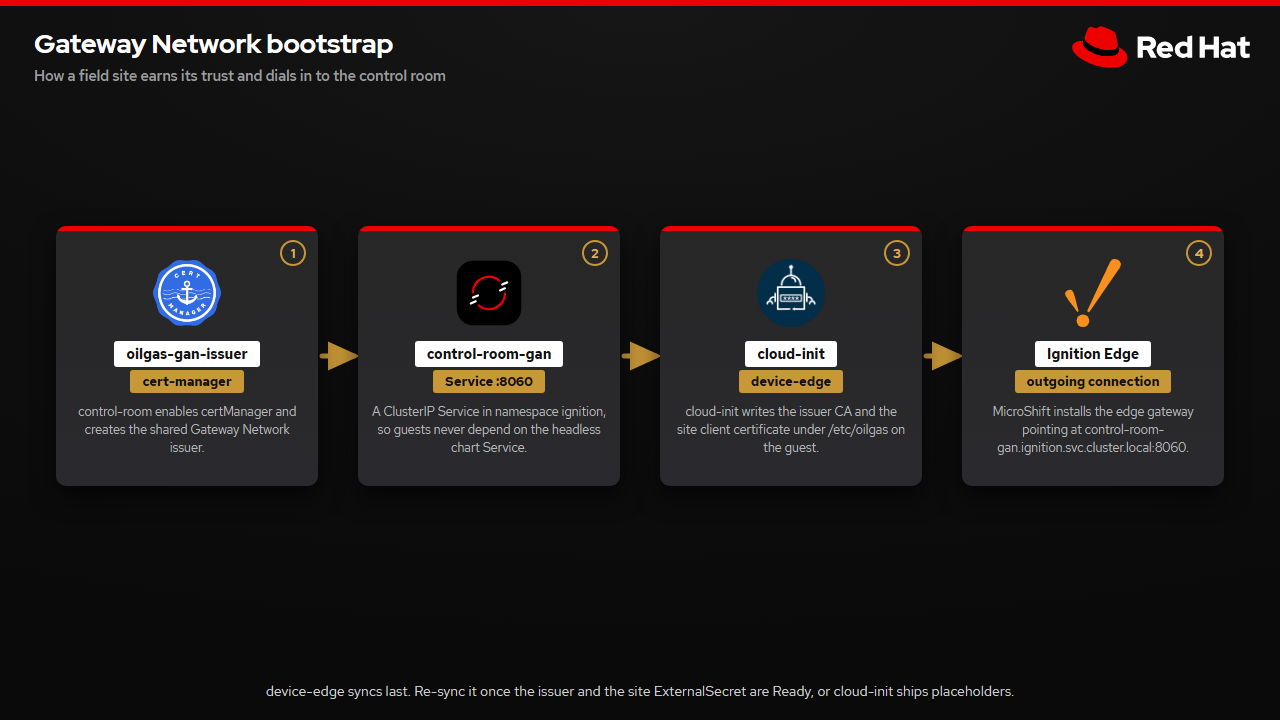 Gateway Network bootstrap
How a field site earns its trust and dials in to the control room
Red Hat
1
CERT
MANAGER
oilgas-gan-issuer
cert-manager
control-room enables certManager and
creates the shared Gateway Network
issuer.
2
control-room-gan
Service :8060
A ClusterIP Service in namespace ignition,
so guests never depend on the headless
chart Service.
3
cloud-init
device-edge
cloud-init writes the issuer CA and the
site client certificate under /etc/oilgas on
the guest.
4
Ignition Edge
outgoing connection
MicroShift installs the edge gateway
pointing at control-room-
gan.ignition.svc.cluster.local:8060.
device-edge syncs last. Re-sync it once the issuer and the site ExternalSecret are Ready, or cloud-init ships placeholders.